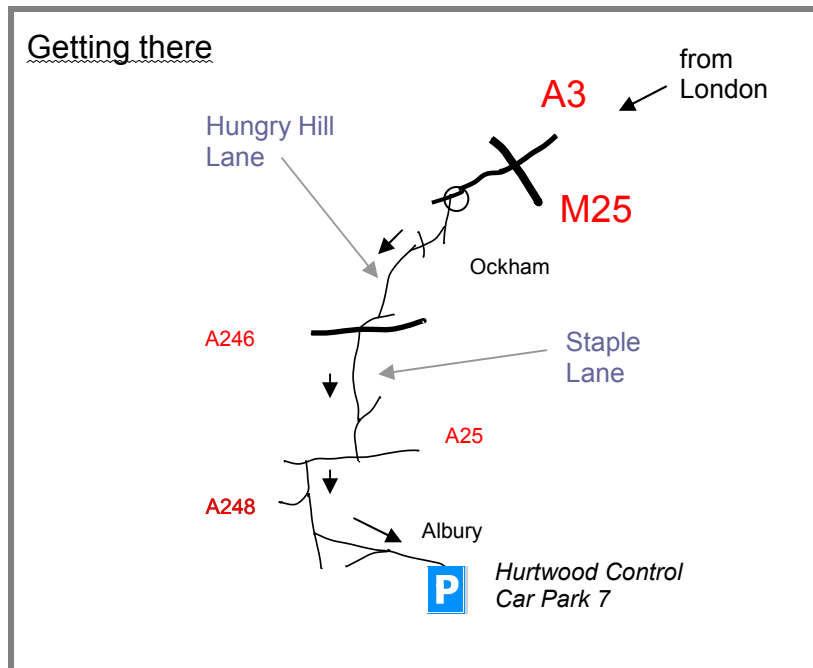 Getting there
from
London
A3
Hungry Hill
Lane
M25
Ockham
A246
Staple
Lane
A25
A248
Albury
P
Hurtwood Control
Car Park 7